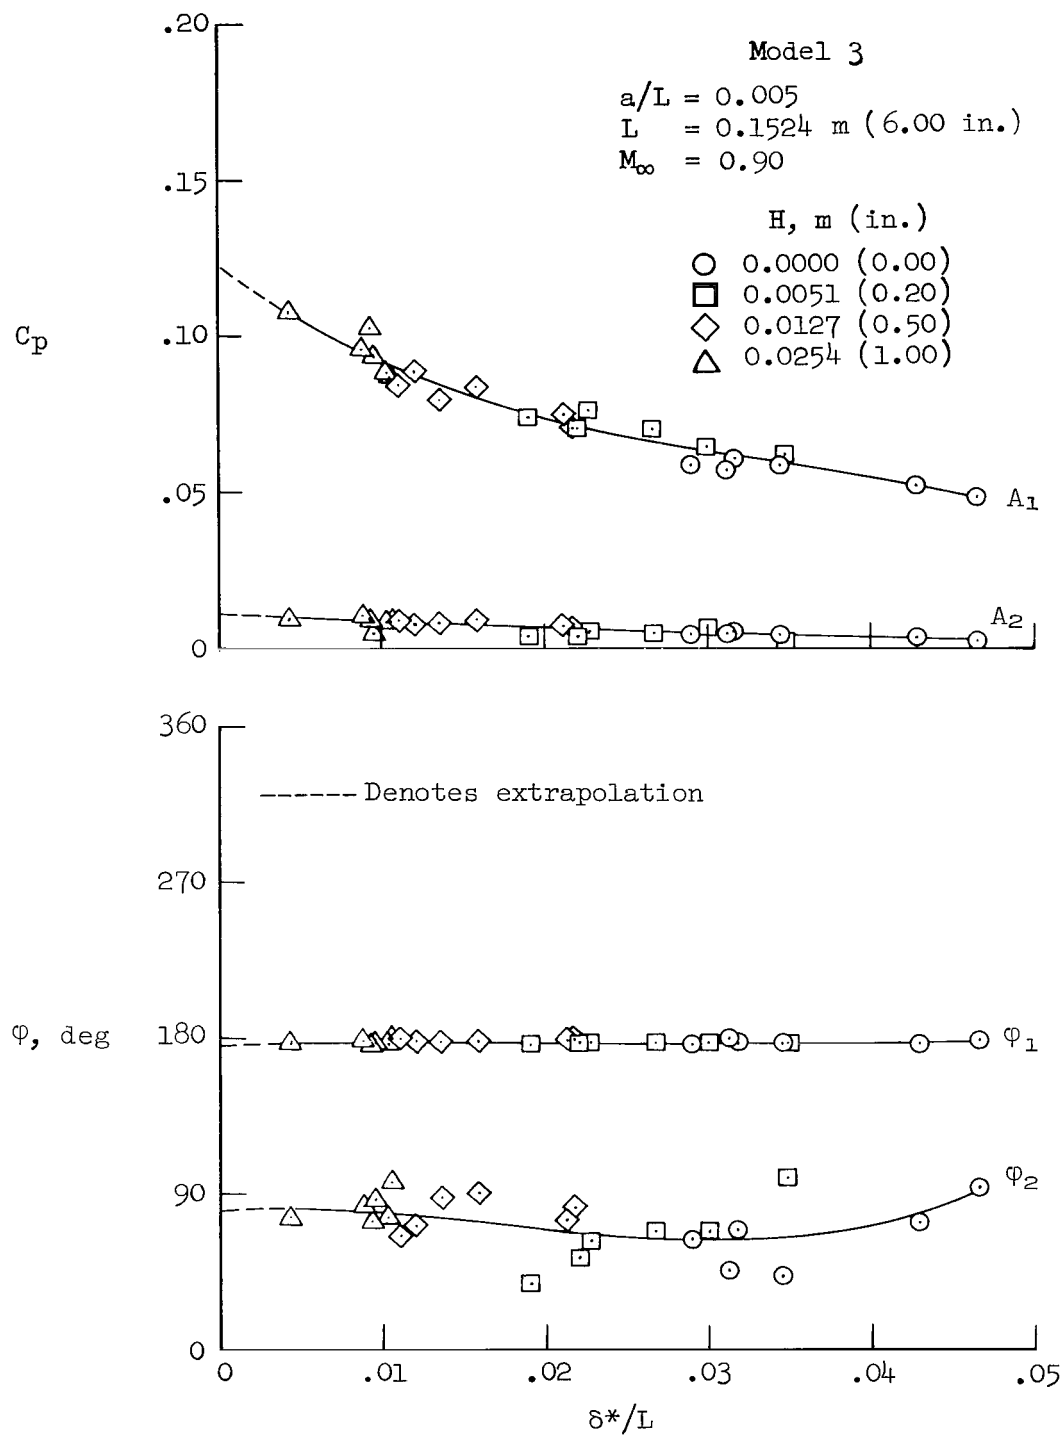 .20
Model 3
a/L = 0.005
L = 0.1524 m (6.00 in.)
M∞ = 0.90
.15
H, m (in.)
0.0000 (0.00)
0.0051 (0.20)
0.0127 (0.50)
0.0254 (1.00)
Cp
.10
.05
A1
A2
0
360
Denotes extrapolation
270
φ, deg
180
φ1
90
φ2
0
0 .01 .02 .03 .04 .05
δ*/L